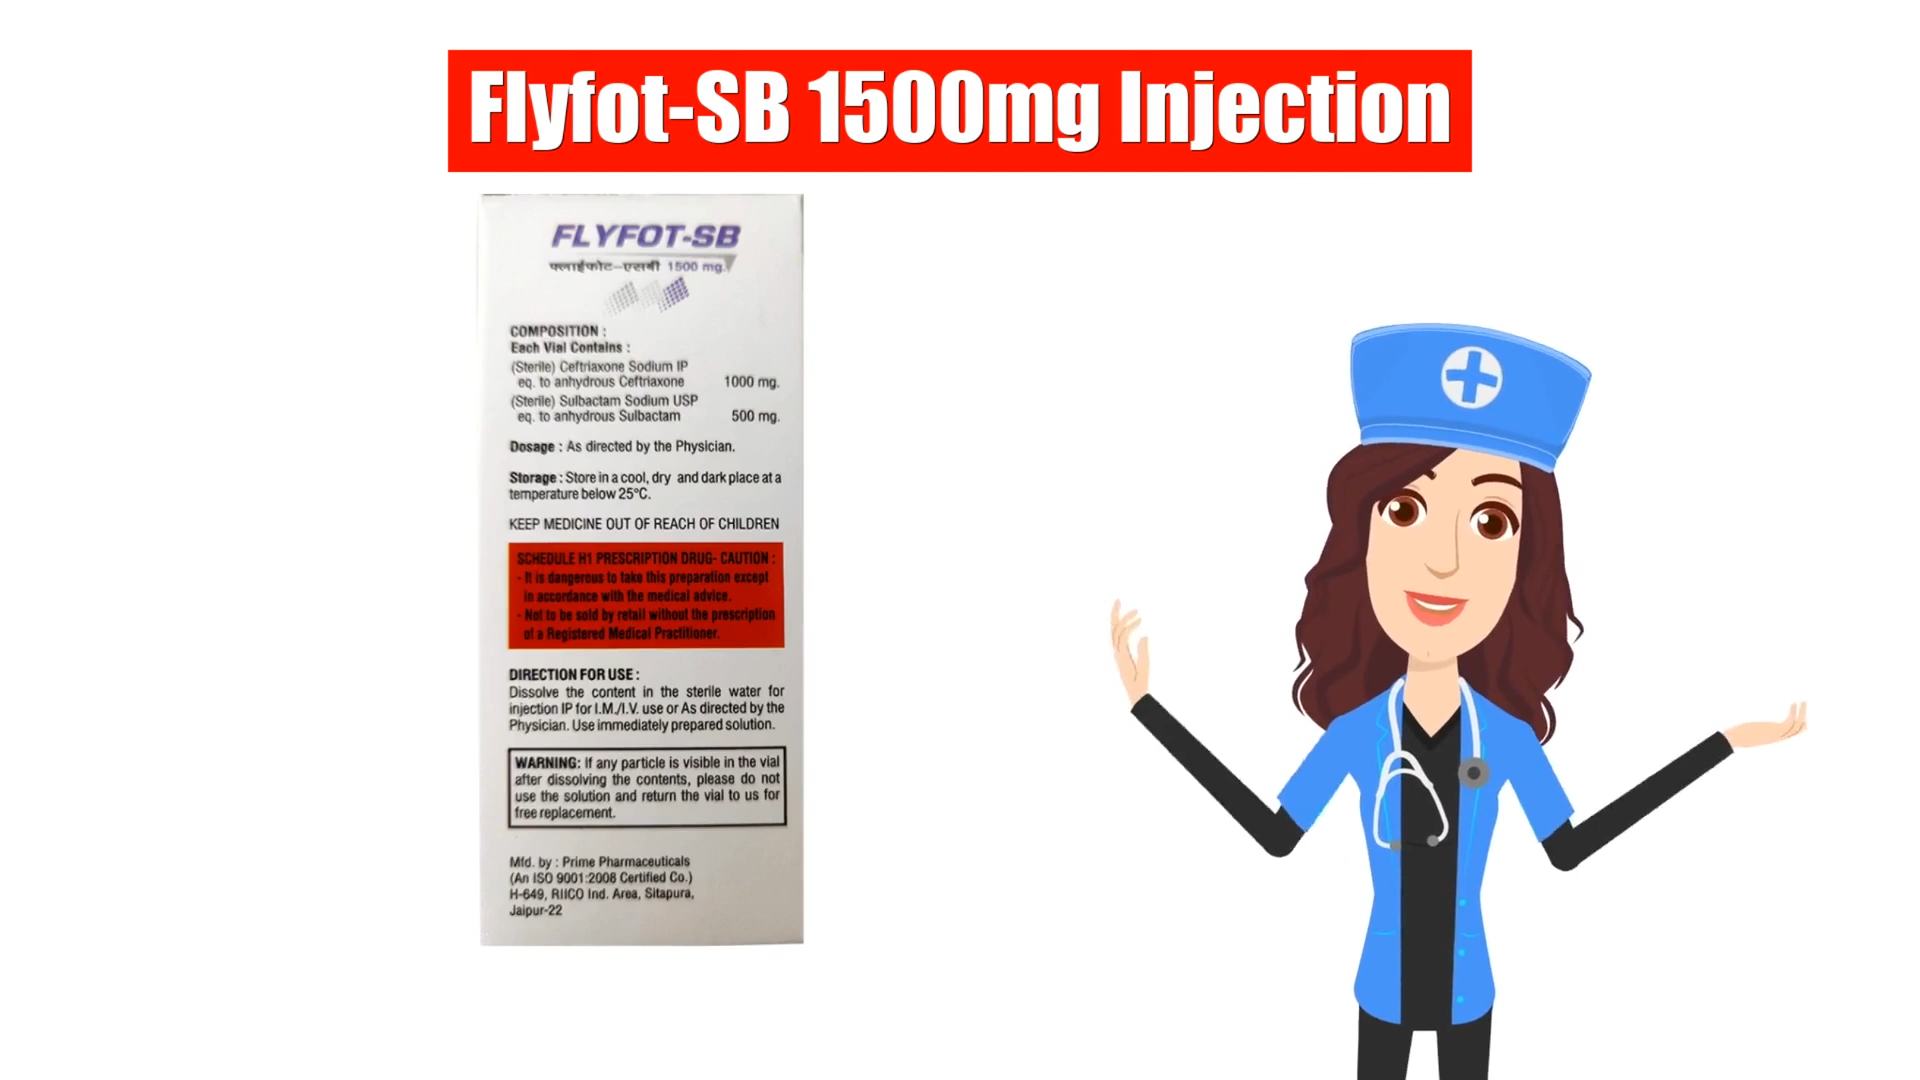 Flyfot-SB 1500mg Injection
FLYFOT-SB
फ्लाईफोट–एसबी 1500 mg.
COMPOSITION :
Each Vial Contains :
(Sterile) Ceftriaxone Sodium IP
eq. to anhydrous Ceftriaxone 1000 mg.
(Sterile) Sulbactam Sodium USP
eq. to anhydrous Sulbactam 500 mg.
Dosage : As directed by the Physician.
Storage : Store in a cool, dry and dark place at a
temperature below 25°C.
KEEP MEDICINE OUT OF REACH OF CHILDREN
SCHEDULE H1 PRESCRIPTION DRUG- CAUTION :
- It is dangerous to take this preparation except
in accordance with the medical advice.
- Not to be sold by retail without the prescription
of a Registered Medical Practitioner.
DIRECTION FOR USE :
Dissolve the content in the sterile water for
injection IP for I.M./I.V. use or As directed by the
Physician. Use immediately prepared solution.
WARNING: If any particle is visible in the vial
after dissolving the contents, please do not
use the solution and return the vial to us for
free replacement.
Mfd. by : Prime Pharmaceuticals
(An ISO 9001:2008 Certified Co.)
H-649, RIICO Ind. Area, Sitapura,
Jaipur-22